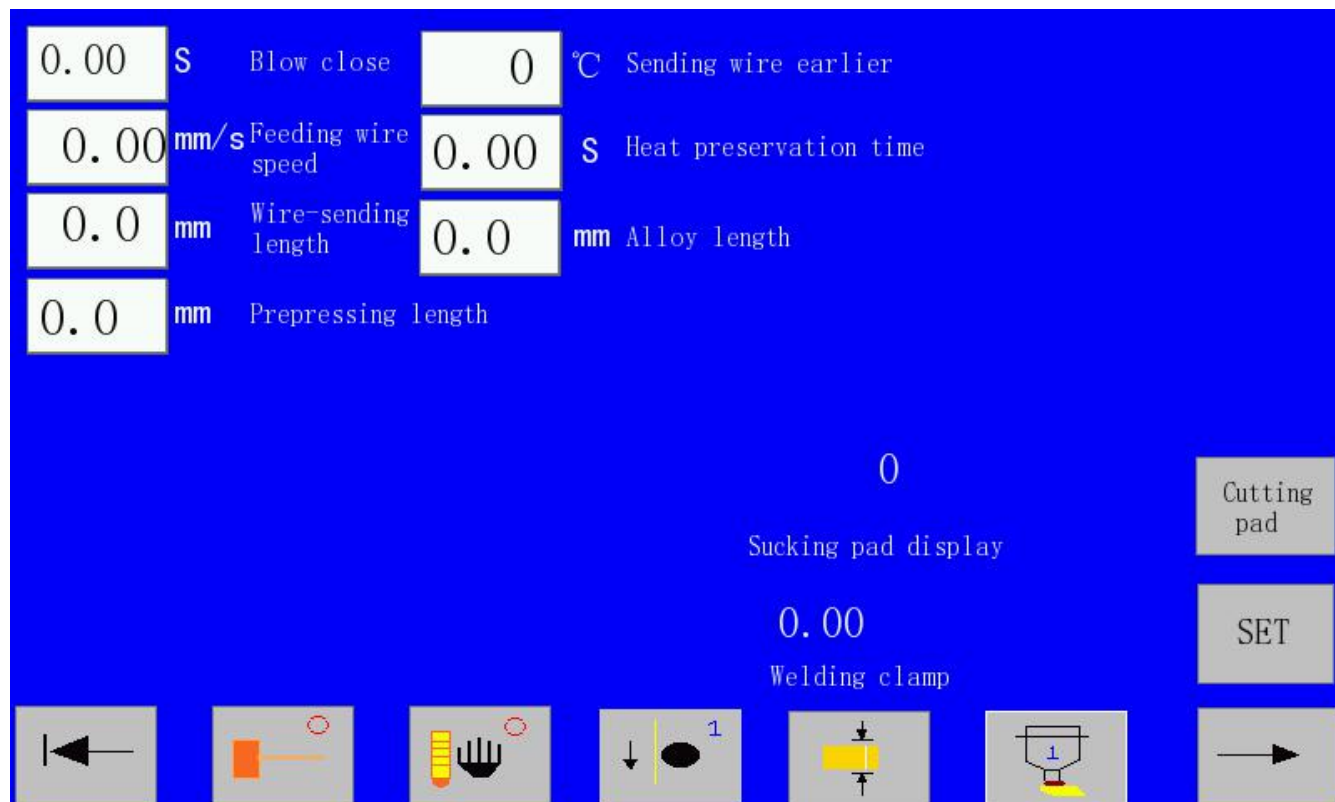 0.00 S Blow close 0 ℃ Sending wire earlier
0.00 mm/s Feeding wire speed 0.00 S Heat preservation time
0.0 mm Wire-sending length 0.0 mm Alloy length
0.0 mm Prepressing length
0
Sucking pad display
Cutting
pad
0.00
Welding clamp
SET
1
1